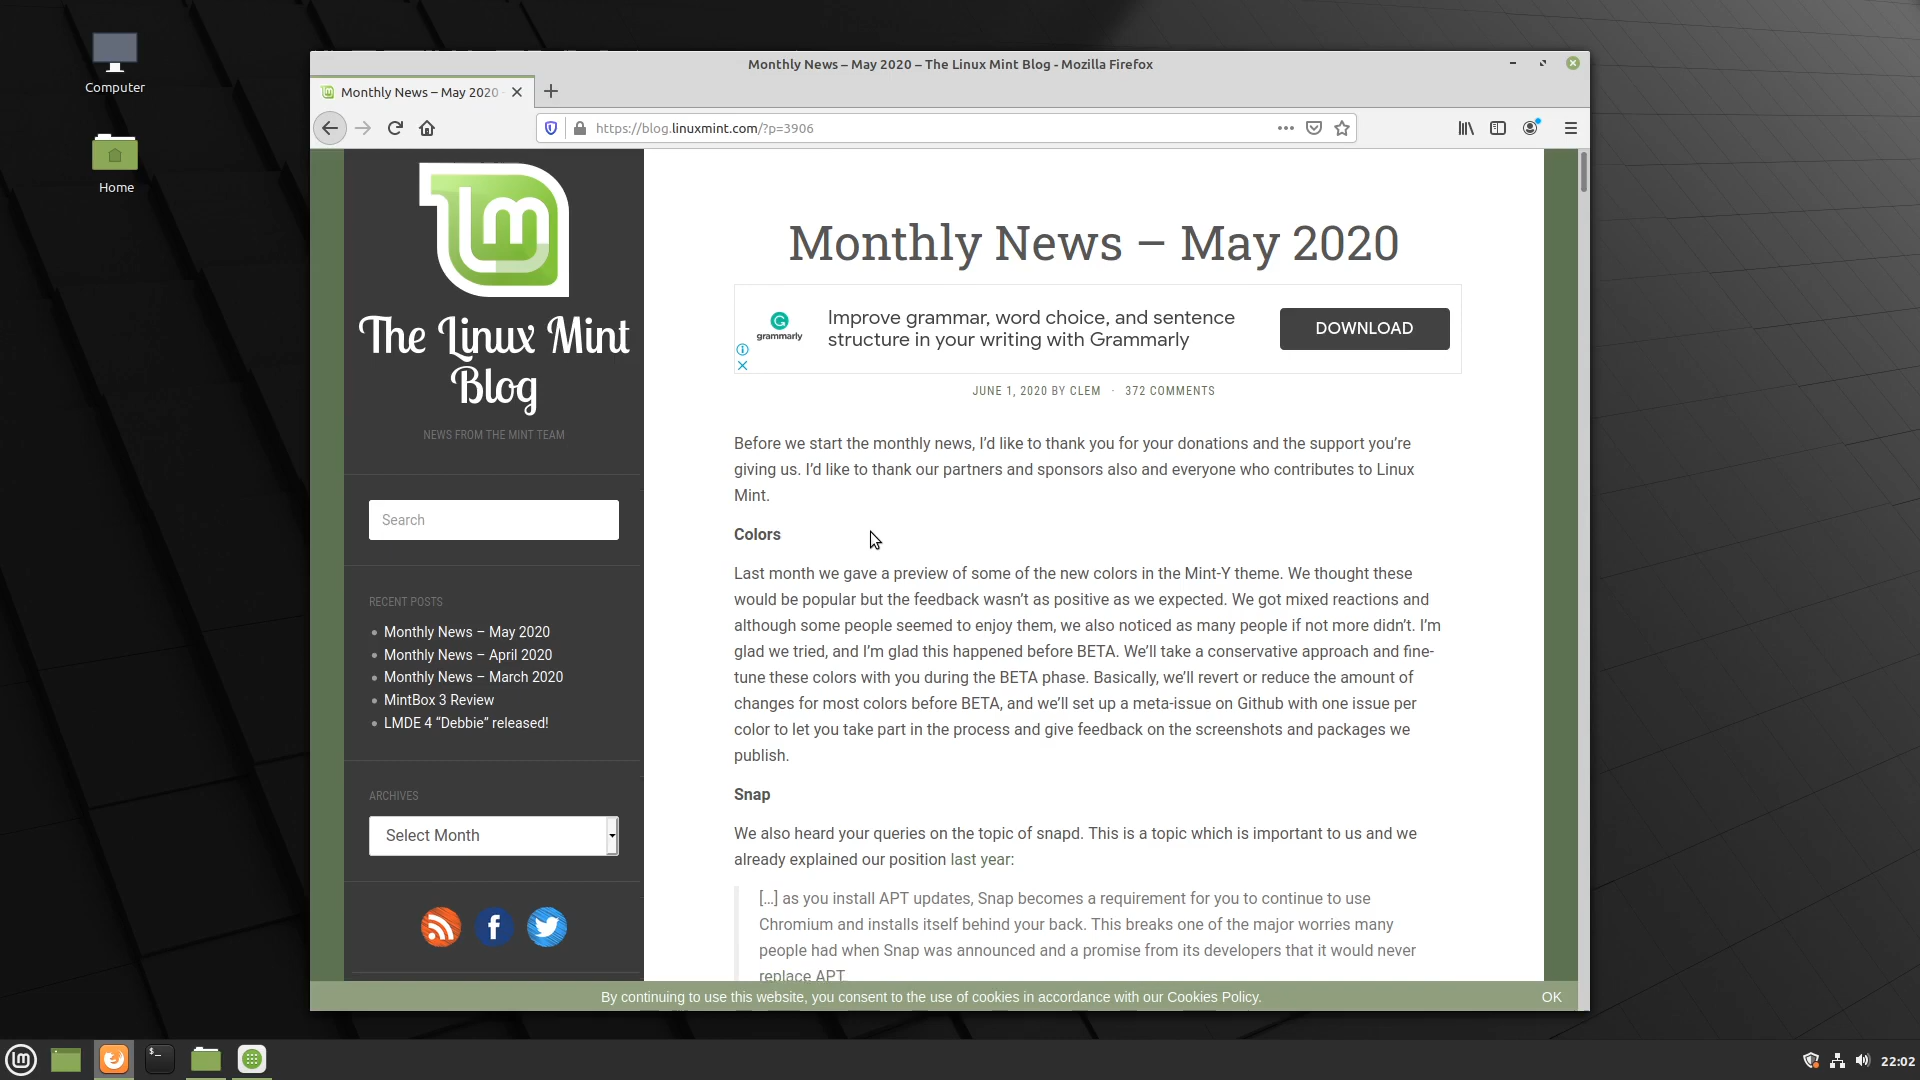 Computer
Home
Monthly News – May 2020 – The Linux Mint Blog - Mozilla Firefox
Monthly News – May 2020
https://blog.linuxmint.com/?p=3906
lm
The Linux Mint
Blog
NEWS FROM THE MINT TEAM
Search
RECENT POSTS
Monthly News – May 2020
Monthly News – April 2020
Monthly News – March 2020
MintBox 3 Review
LMDE 4 “Debbie” released!
ARCHIVES
Select Month
Monthly News – May 2020
grammarly
Improve grammar, word choice, and sentence
structure in your writing with Grammarly
DOWNLOAD
JUNE 1, 2020 BY CLEM · 372 COMMENTS
Before we start the monthly news, I’d like to thank you for your donations and the support you’re
giving us. I’d like to thank our partners and sponsors also and everyone who contributes to Linux
Mint.
Colors
Last month we gave a preview of some of the new colors in the Mint-Y theme. We thought these
would be popular but the feedback wasn’t as positive as we expected. We got mixed reactions and
although some people seemed to enjoy them, we also noticed as many people if not more didn’t. I’m
glad we tried, and I’m glad this happened before BETA. We’ll take a conservative approach and fine-
tune these colors with you during the BETA phase. Basically, we’ll revert or reduce the amount of
changes for most colors before BETA, and we’ll set up a meta-issue on Github with one issue per
color to let you take part in the process and give feedback on the screenshots and packages we
publish.
Snap
We also heard your queries on the topic of snapd. This is a topic which is important to us and we
already explained our position last year:
[…] as you install APT updates, Snap becomes a requirement for you to continue to use
Chromium and installs itself behind your back. This breaks one of the major worries many
people had when Snap was announced and a promise from its developers that it would never
replace APT.
By continuing to use this website, you consent to the use of cookies in accordance with our Cookies Policy.
OK
22:02